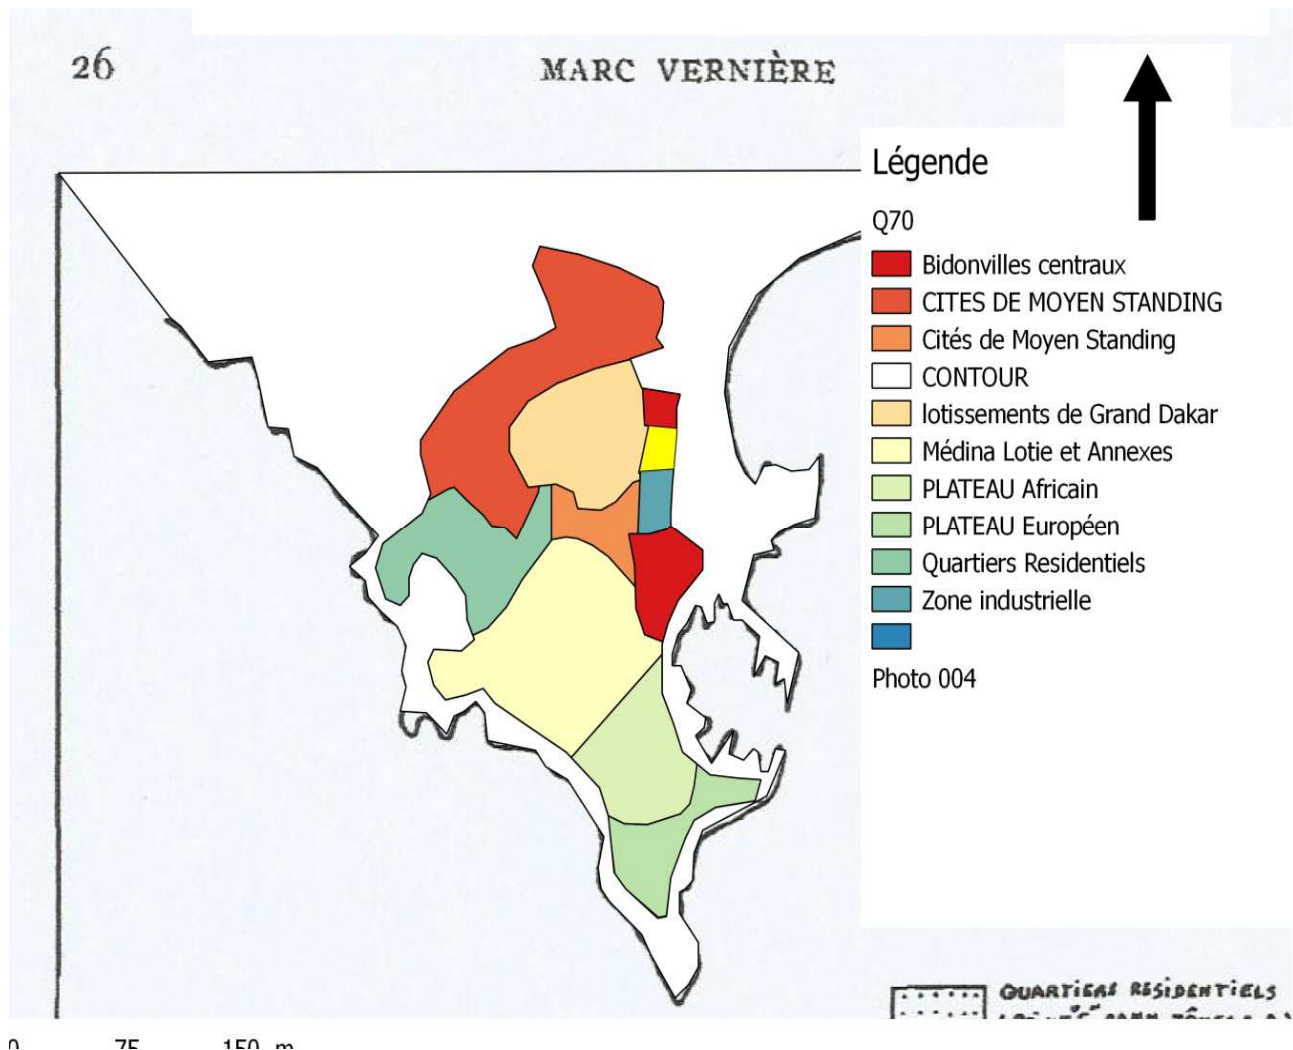 26
MARC VERNIÈRE
Légende
Q70
Bidonvilles centraux
CITES DE MOYEN STANDING
Cités de Moyen Standing
CONTOUR
lotissements de Grand Dakar
Médina Lotie et Annexes
PLATEAU Africain
PLATEAU Européen
Quartiers Residentiels
Zone industrielle
Photo 004
QUARTIERS RESIDENTIELS
0 75 150 m